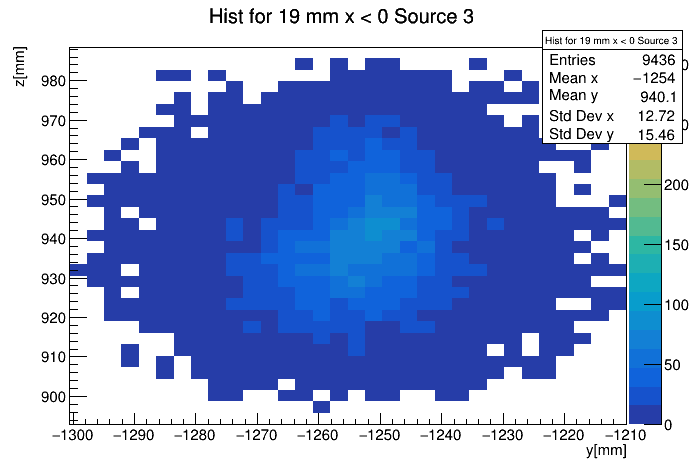 Hist for 19 mm x < 0 Source 3
z[mm]
Hist for 19 mm x < 0 Source 3
Entries 9436
Mean x −1254
Mean y 940.1
Std Dev x 12.72
Std Dev y 15.46
980
970
960
950
940
930
920
910
900
0
0
200
150
100
50
0
−1300 −1290 −1280 −1270 −1260 −1250 −1240 −1230 −1220 −1210
y[mm]